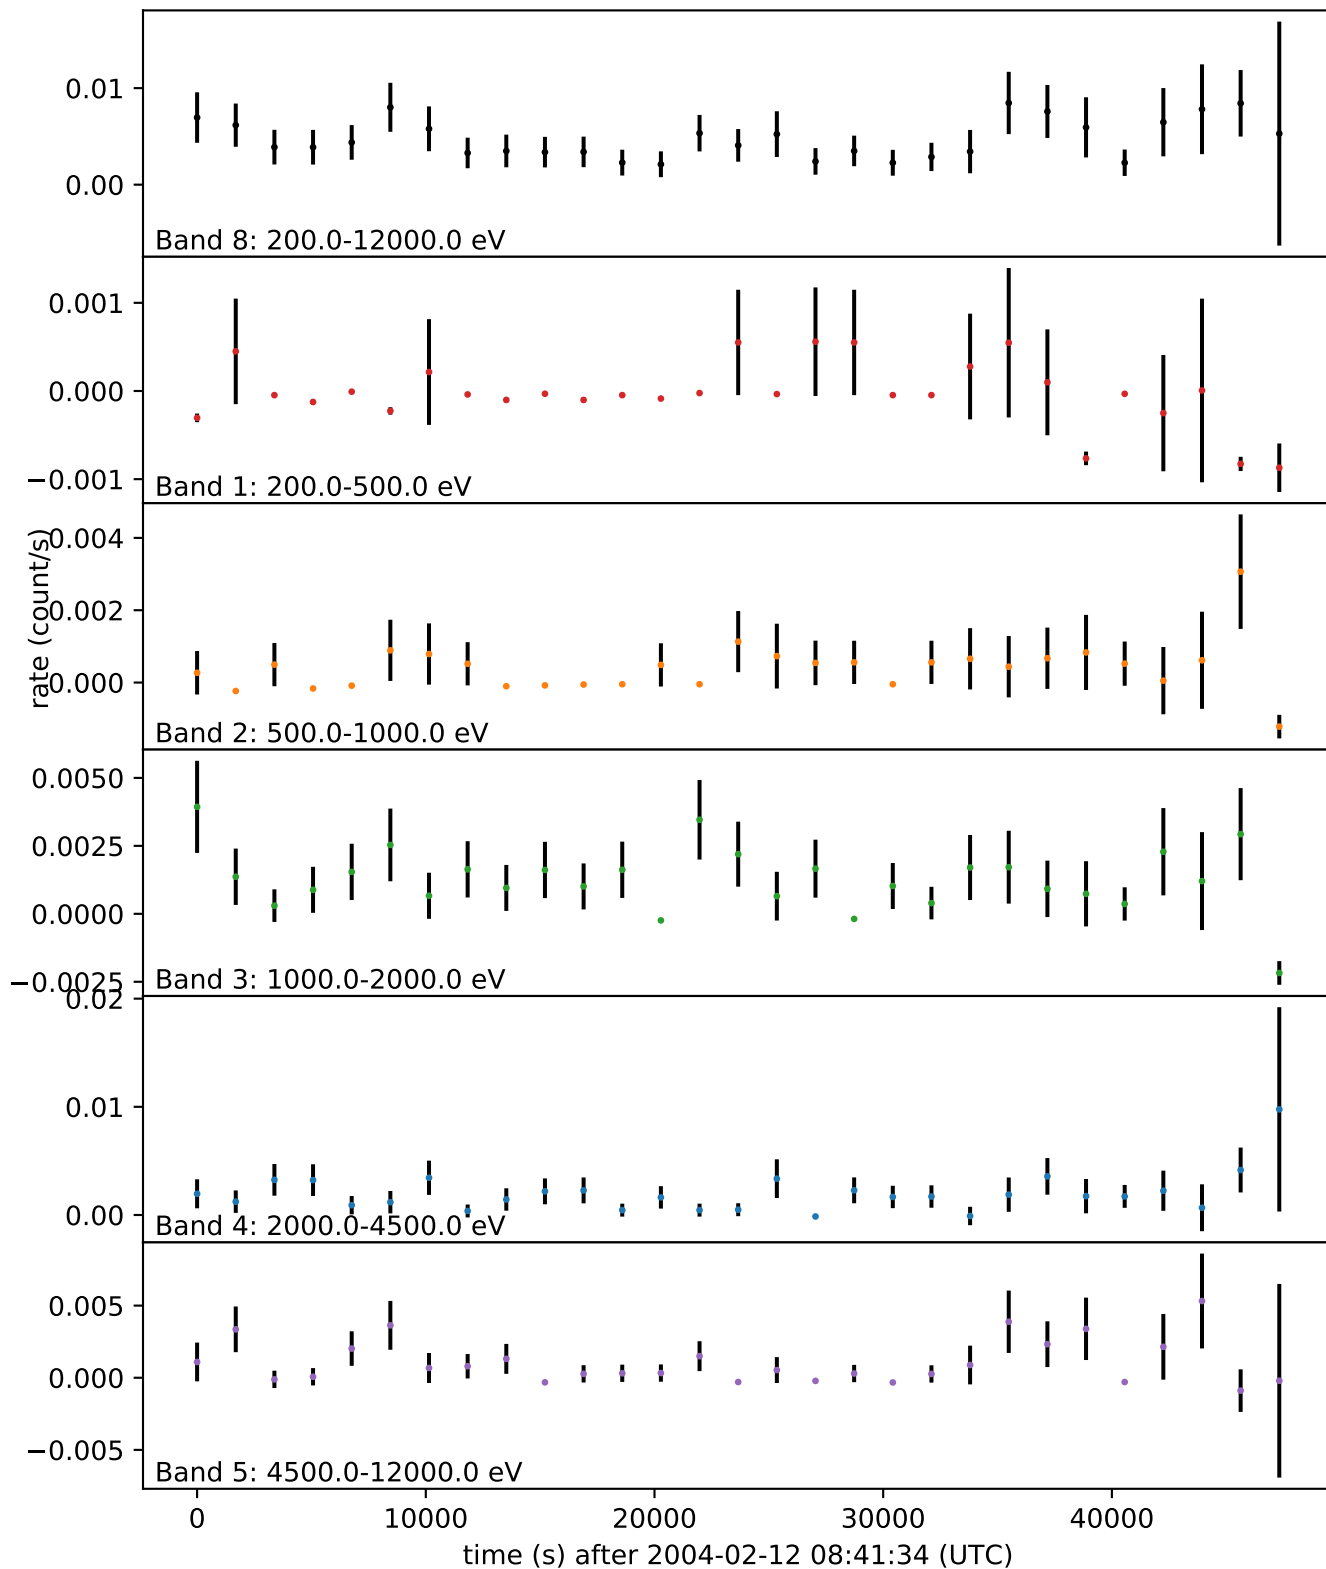 0.01
0.00
Band 8: 200.0-12000.0 eV
0.001
0.000
−0.001
Band 1: 200.0-500.0 eV
rate (count/s)
0.004
0.002
0.000
Band 2: 500.0-1000.0 eV
0.0050
0.0025
0.0000
−0.0025
Band 3: 1000.0-2000.0 eV
0.02
0.01
0.00
Band 4: 2000.0-4500.0 eV
0.005
0.000
−0.005
Band 5: 4500.0-12000.0 eV
0 10000 20000 30000 40000
time (s) after 2004-02-12 08:41:34 (UTC)